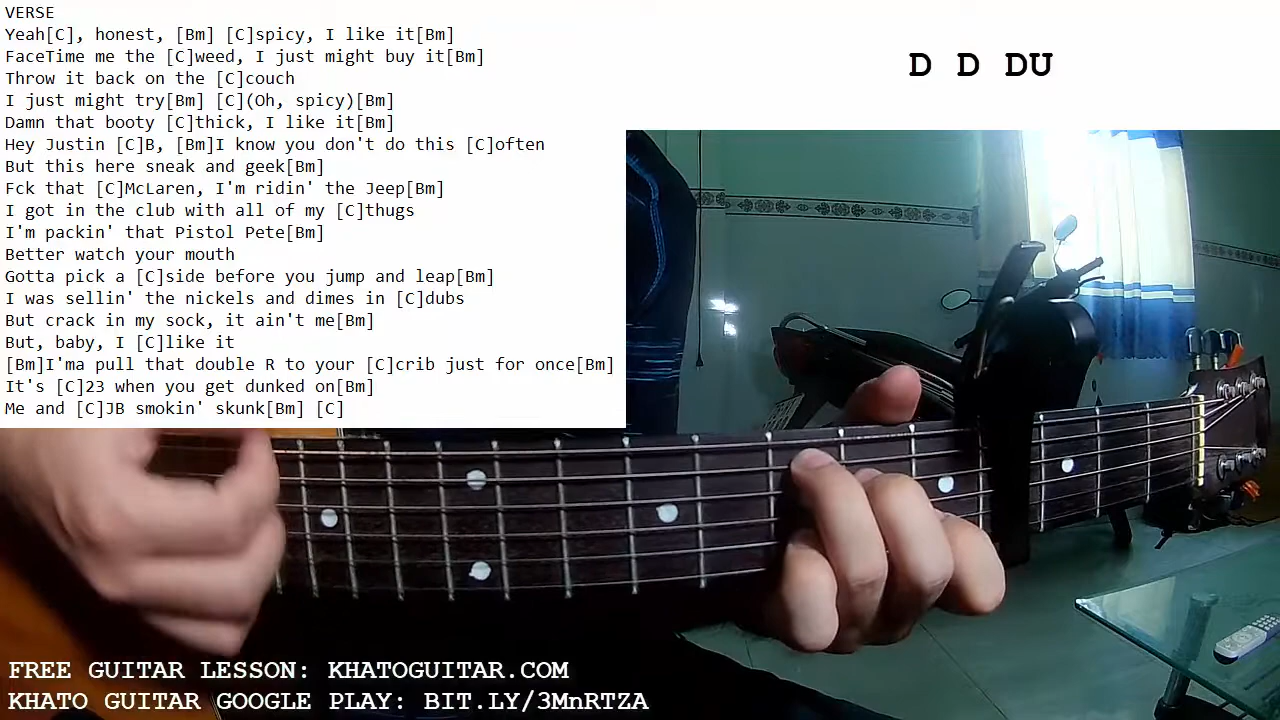 VERSE
Yeah[C], honest, [Bm] [C]spicy, I like it[Bm]
FaceTime me the [C]weed, I just might buy it[Bm]
Throw it back on the [C]couch
I just might try[Bm] [C](Oh, spicy)[Bm]
Damn that booty [C]thick, I like it[Bm]
Hey Justin [C]B, [Bm]I know you don't do this [C]often
But this here sneak and geek[Bm]
Fck that [C]McLaren, I'm ridin' the Jeep[Bm]
I got in the club with all of my [C]thugs
I'm packin' that Pistol Pete[Bm]
Better watch your mouth
Gotta pick a [C]side before you jump and leap[Bm]
I was sellin' the nickels and dimes in [C]dubs
But crack in my sock, it ain't me[Bm]
But, baby, I [C]like it
[Bm]I'ma pull that double R to your [C]crib just for once[Bm]
It's [C]23 when you get dunked on[Bm]
Me and [C]JB smokin' skunk[Bm] [C]
D D DU
FREE GUITAR LESSON: KHATOGUITAR.COM
KHATO GUITAR GOOGLE PLAY: BIT.LY/3MnRTZA